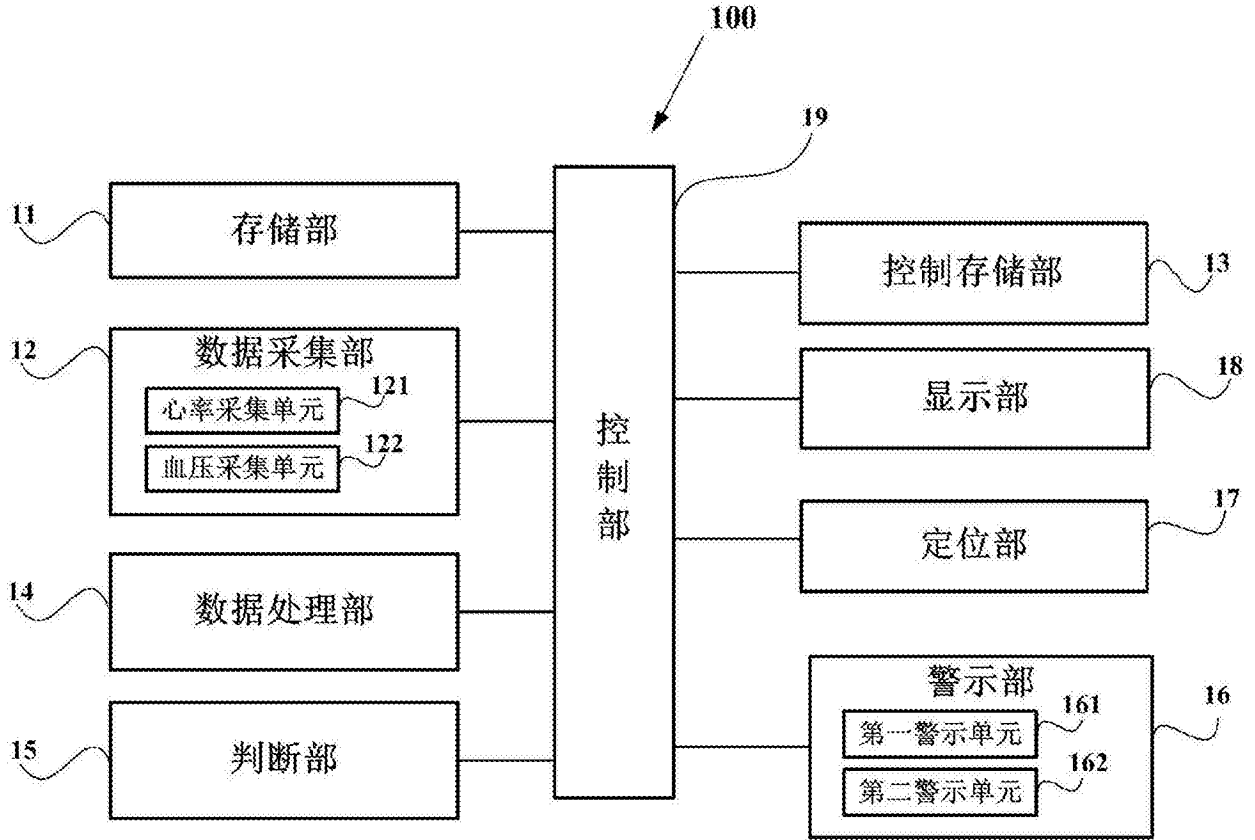 100
19
11
存储部
12
数据采集部
心率采集单元
121
血压采集单元
122
14
数据处理部
15
判断部
控制部
控制存储部
13
显示部
18
定位部
17
警示部
16
第一警示单元
161
第二警示单元
162